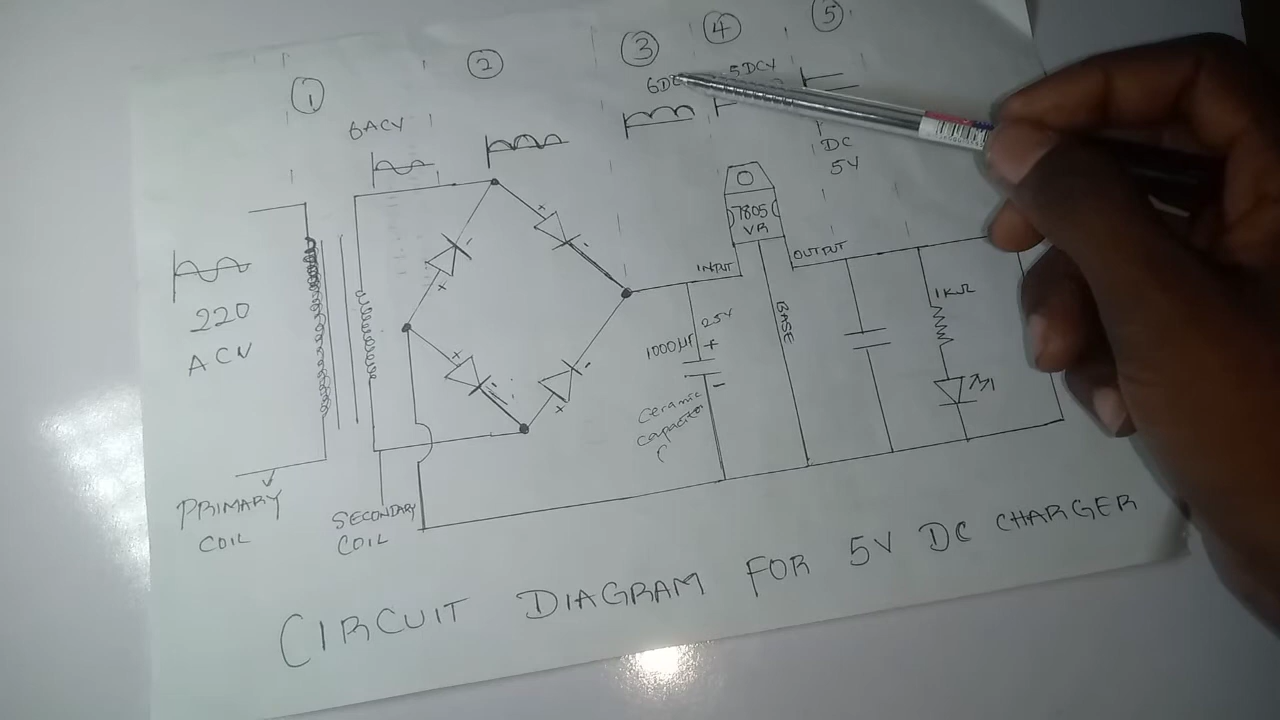 1
2
3
4
5
6ACV
5DCV
DC
5V
220
ACV
7805
VR
INPUT
OUTPUT
BASE
1000µF
25V
+
-
1KΩ
Ceramic
capacitor
PRIMARY
COIL
SECONDARY
COIL
CIRCUIT DIAGRAM FOR 5V DC CHARGER